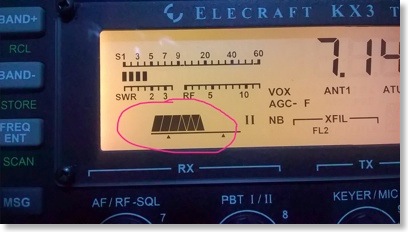 ELECRAFT KX3 T
BAND+
RCL
BAND-
STORE
FREQ
ENT
SCAN
MSG
S1 3 5 7 9 20 40 60
SWR 2 3 RF 5 10
7.14
VOX ANT1 ATU
AGC- F
II NB XFIL
FL2
RX TX
AF/RF-SQL PBT I/II KEYER/MIC
7 8 9